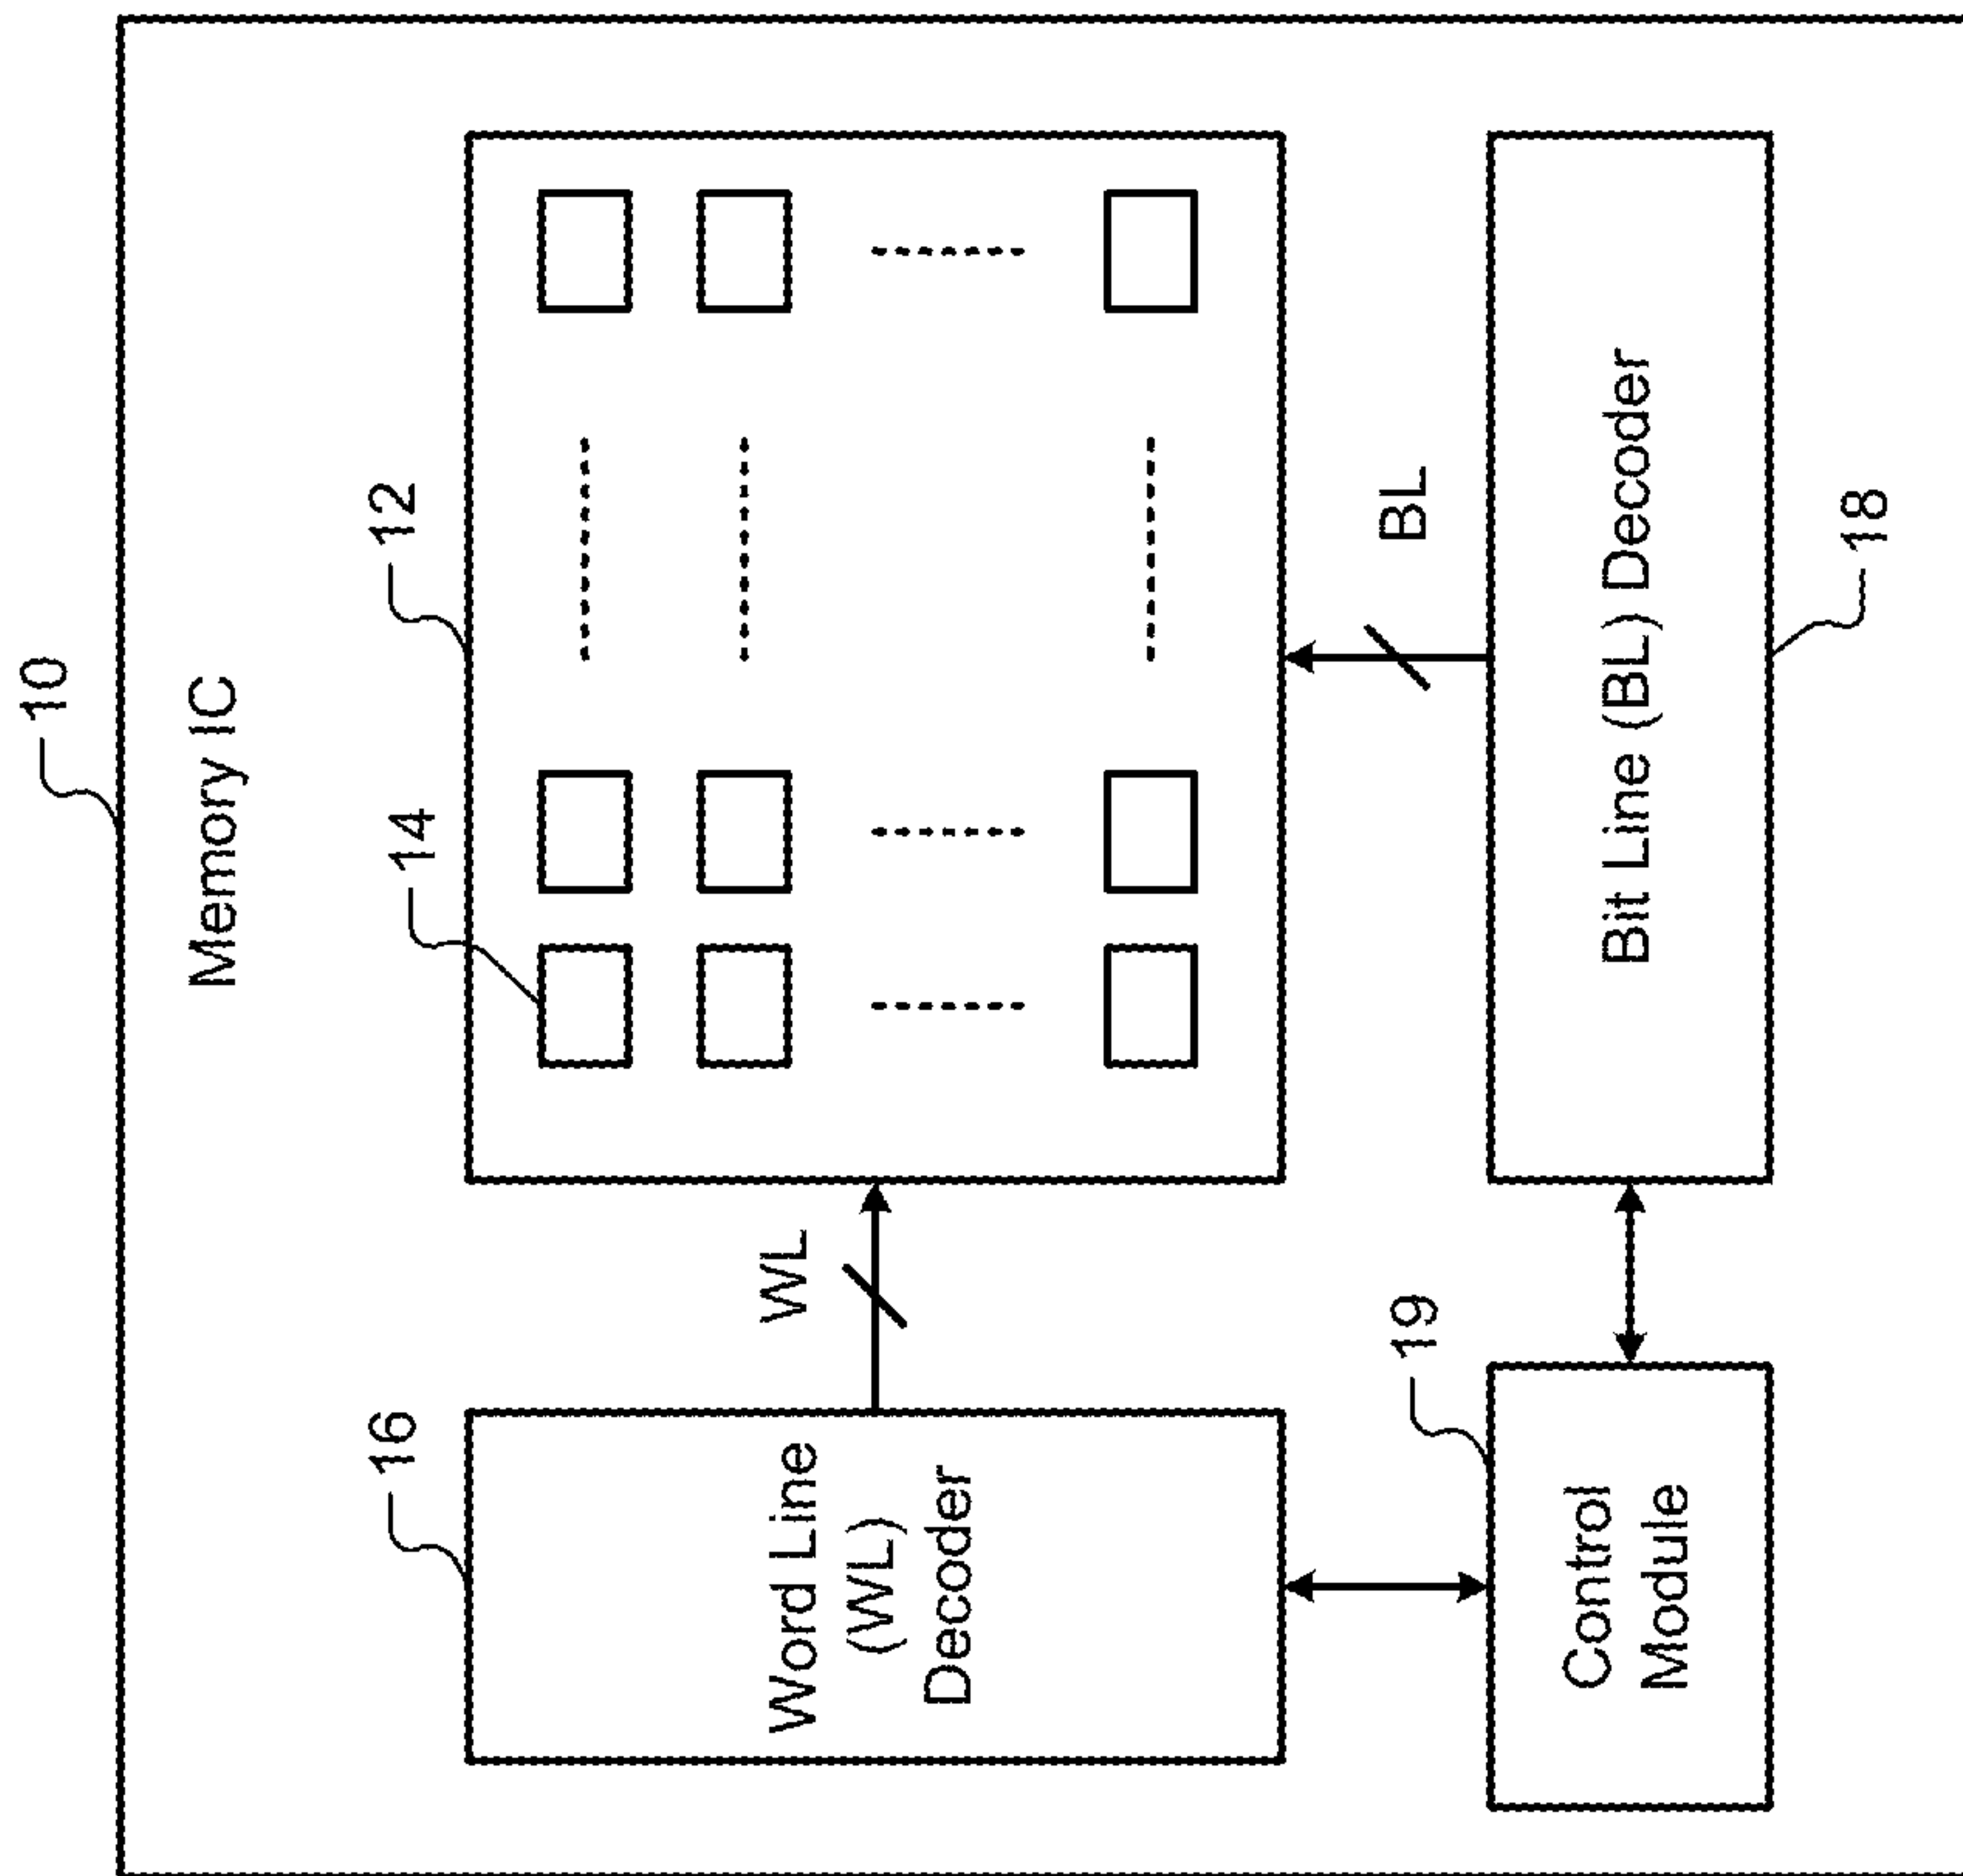 10
Memory IC
16
12
14
Word Line
(WL)
Decoder
WL
BL
19
Control
Module
Bit Line (BL) Decoder
18